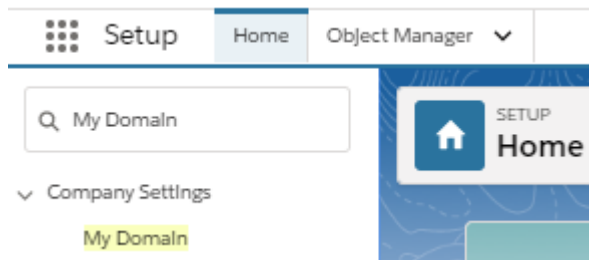 Setup Home Object Manager
My Domain
SETUP
Home
Company Settings
My Domain